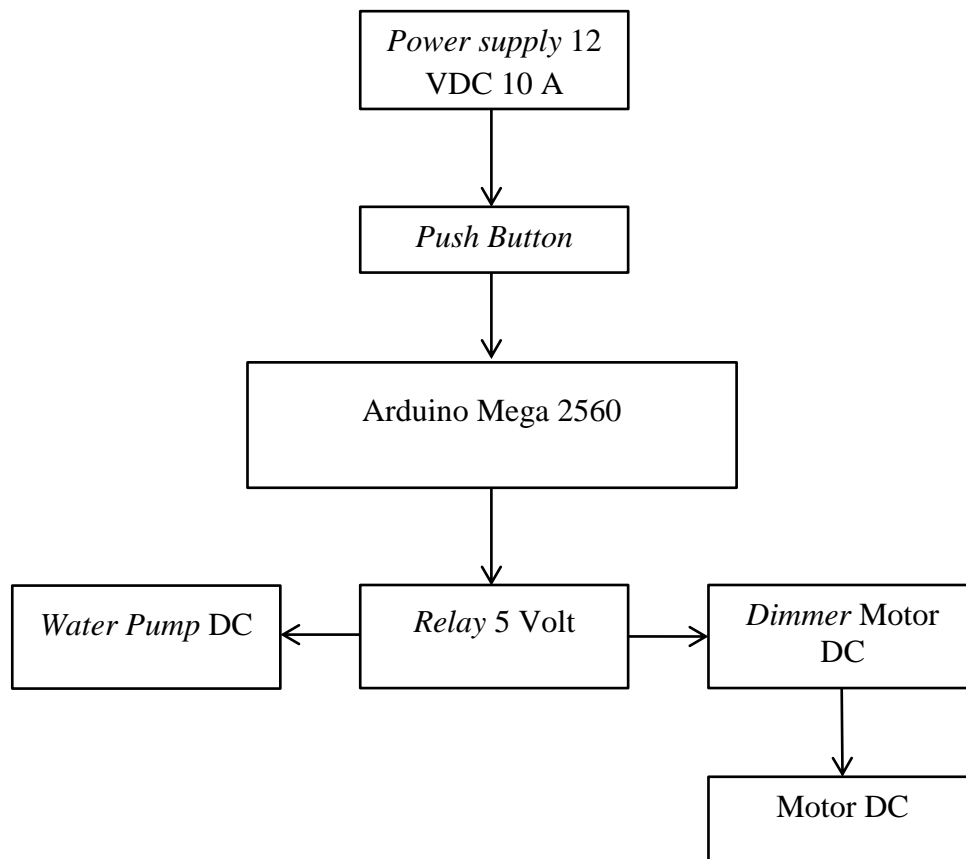 Power supply 12
VDC 10 A
Push Button
Arduino Mega 2560
Water Pump DC
Relay 5 Volt
Dimmer Motor
DC
Motor DC